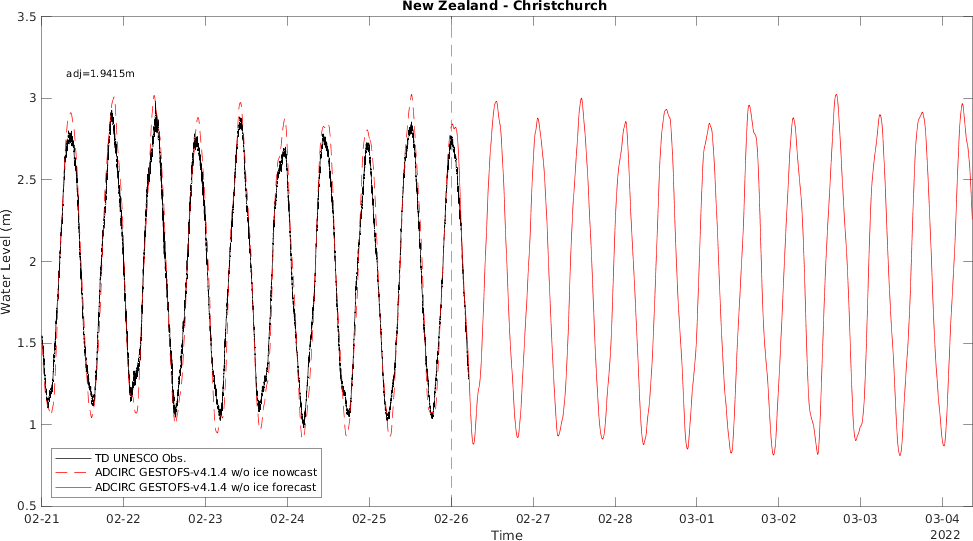 New Zealand - Christchurch
3.5
adj=1.9415m
3
2.5
2
1.5
1
0.5
Water Level (m)
TD UNESCO Obs.
ADCIRC GESTOFS-v4.1.4 w/o ice nowcast
ADCIRC GESTOFS-v4.1.4 w/o ice forecast
02-21 02-22 02-23 02-24 02-25 02-26 02-27 02-28 03-01 03-02 03-03 03-04
Time 2022